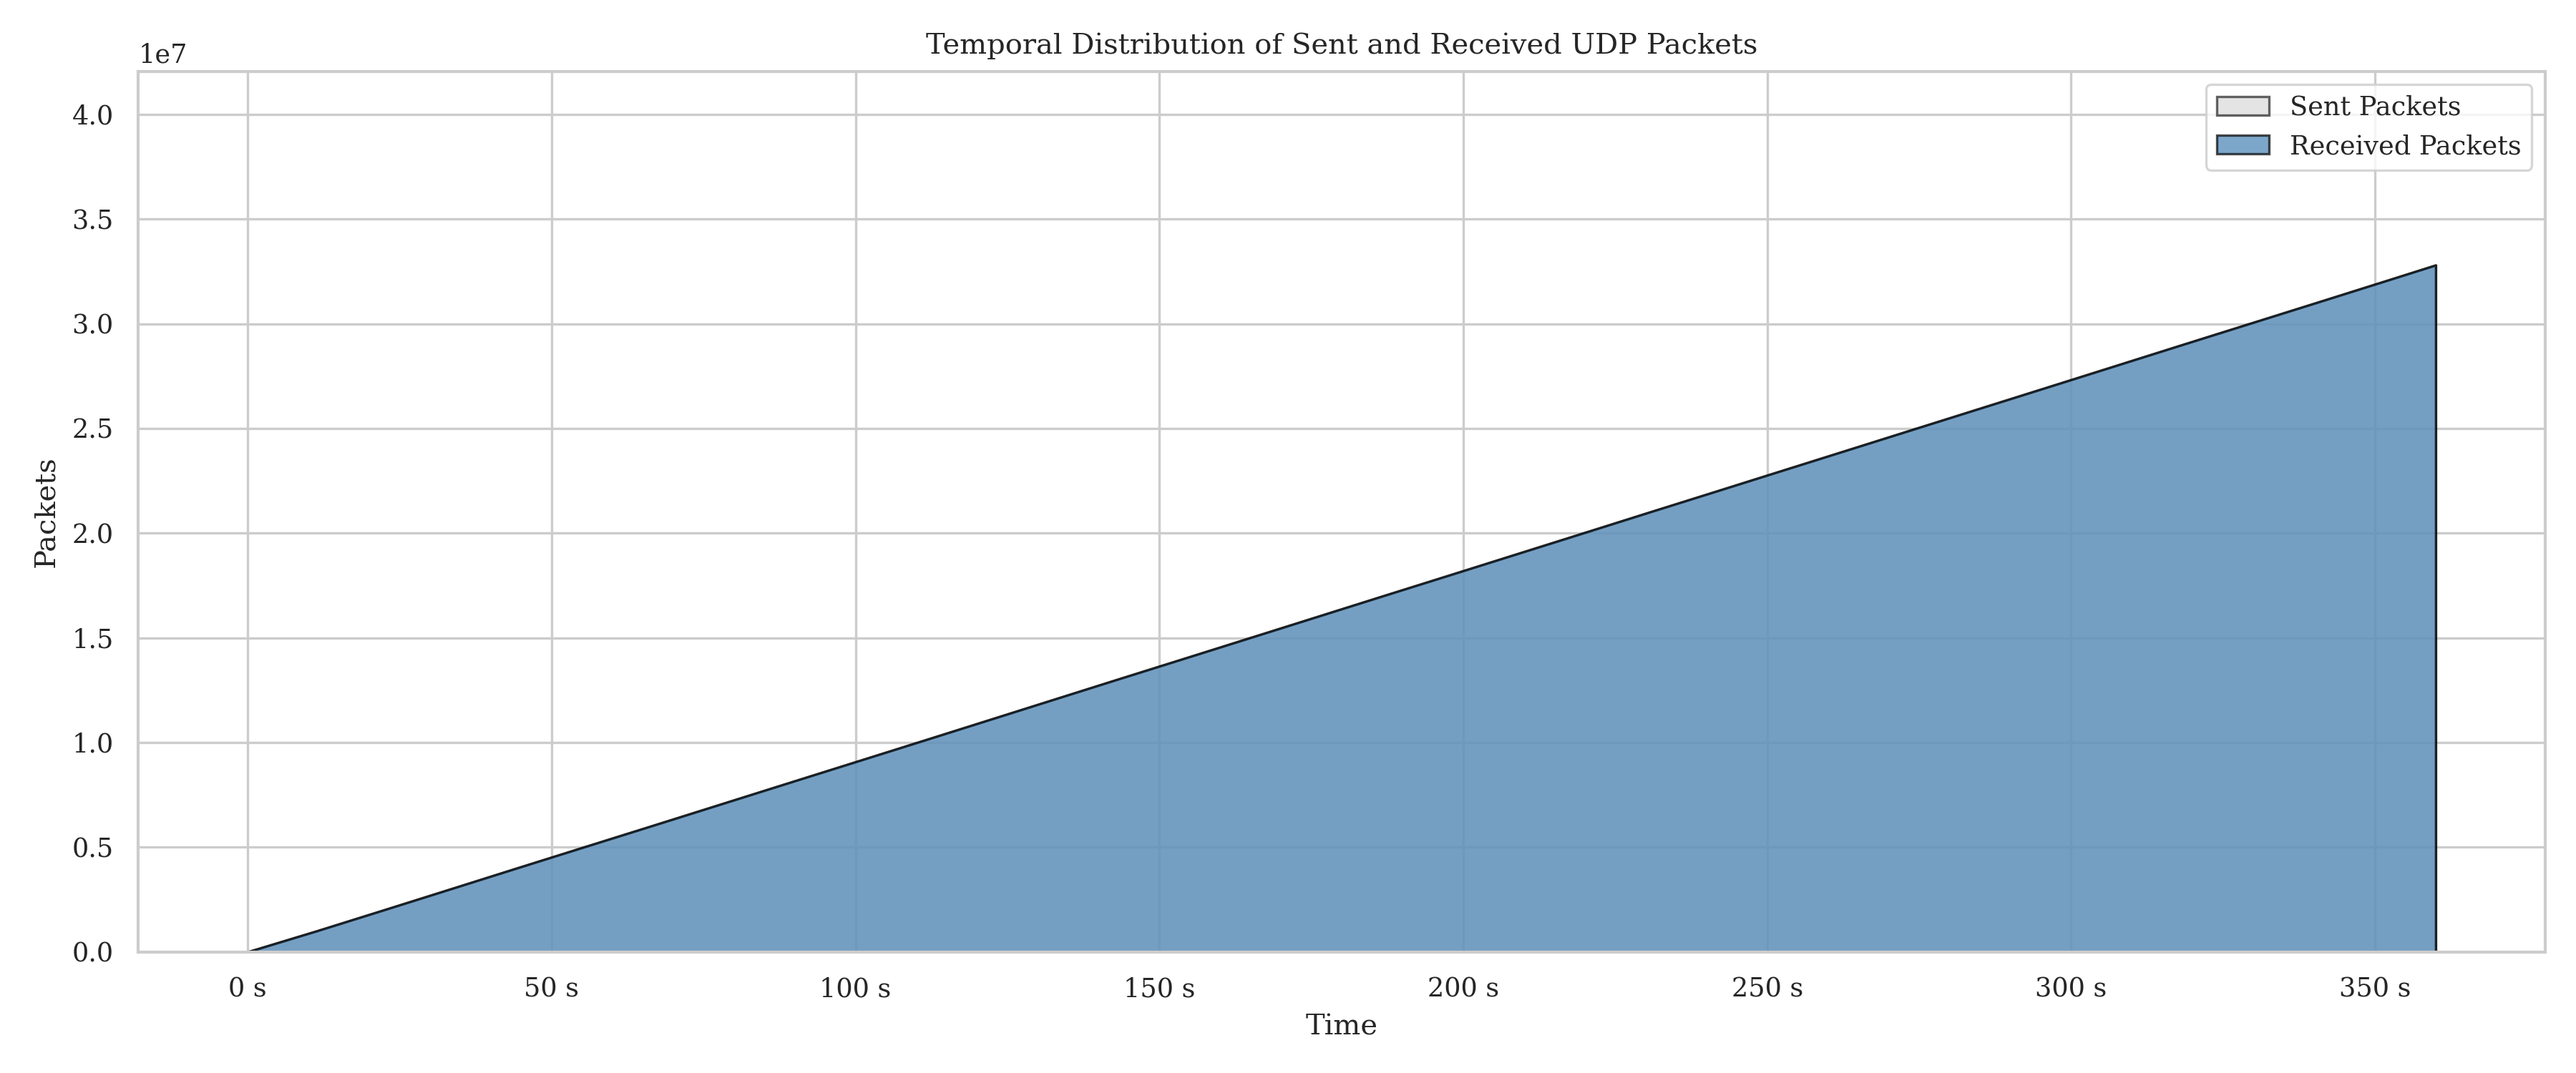 Temporal Distribution of Sent and Received UDP Packets
1e7
4.0
3.5
3.0
2.5
2.0
1.5
1.0
0.5
0.0
Packets
Sent Packets
Received Packets
0 s 50 s 100 s 150 s 200 s 250 s 300 s 350 s
Time